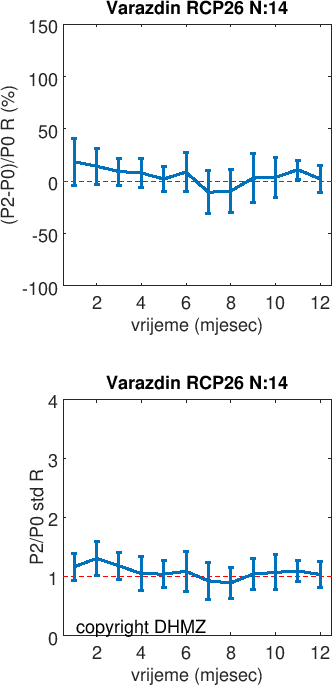 Varazdin RCP26 N:14
(P2-P0)/P0 R (%)
150
100
50
0
-50
-100
2 4 6 8 10 12
vrijeme (mjesec)
Varazdin RCP26 N:14
P2/P0 std R
4
3
2
1
0
copyright DHMZ
2 4 6 8 10 12
vrijeme (mjesec)